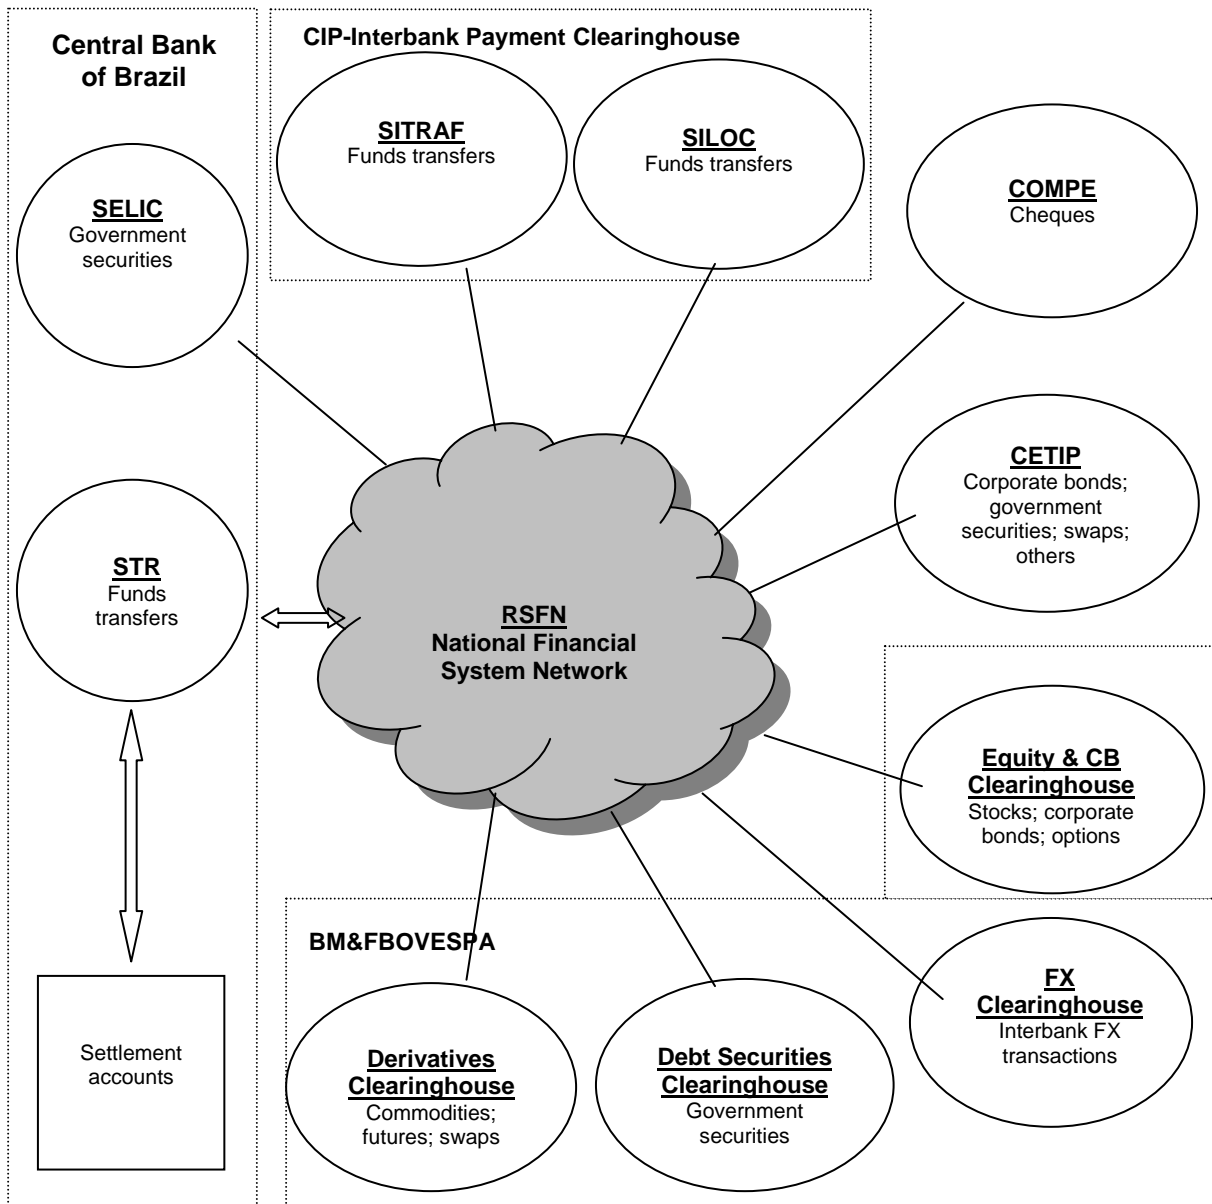 Central Bank
of Brazil
CIP-Interbank Payment Clearinghouse
SITRAF
Funds transfers
SILOC
Funds transfers
COMPE
Cheques
SELIC
Government
securities
CETIP
Corporate bonds;
government
securities; swaps;
others
STR
Funds
transfers
RSFN
National Financial
System Network
Equity & CB
Clearinghouse
Stocks; corporate
bonds; options
BM&FBOVESPA
FX
Clearinghouse
Interbank FX
transactions
Settlement
accounts
Derivatives
Clearinghouse
Commodities;
futures; swaps
Debt Securities
Clearinghouse
Government
securities